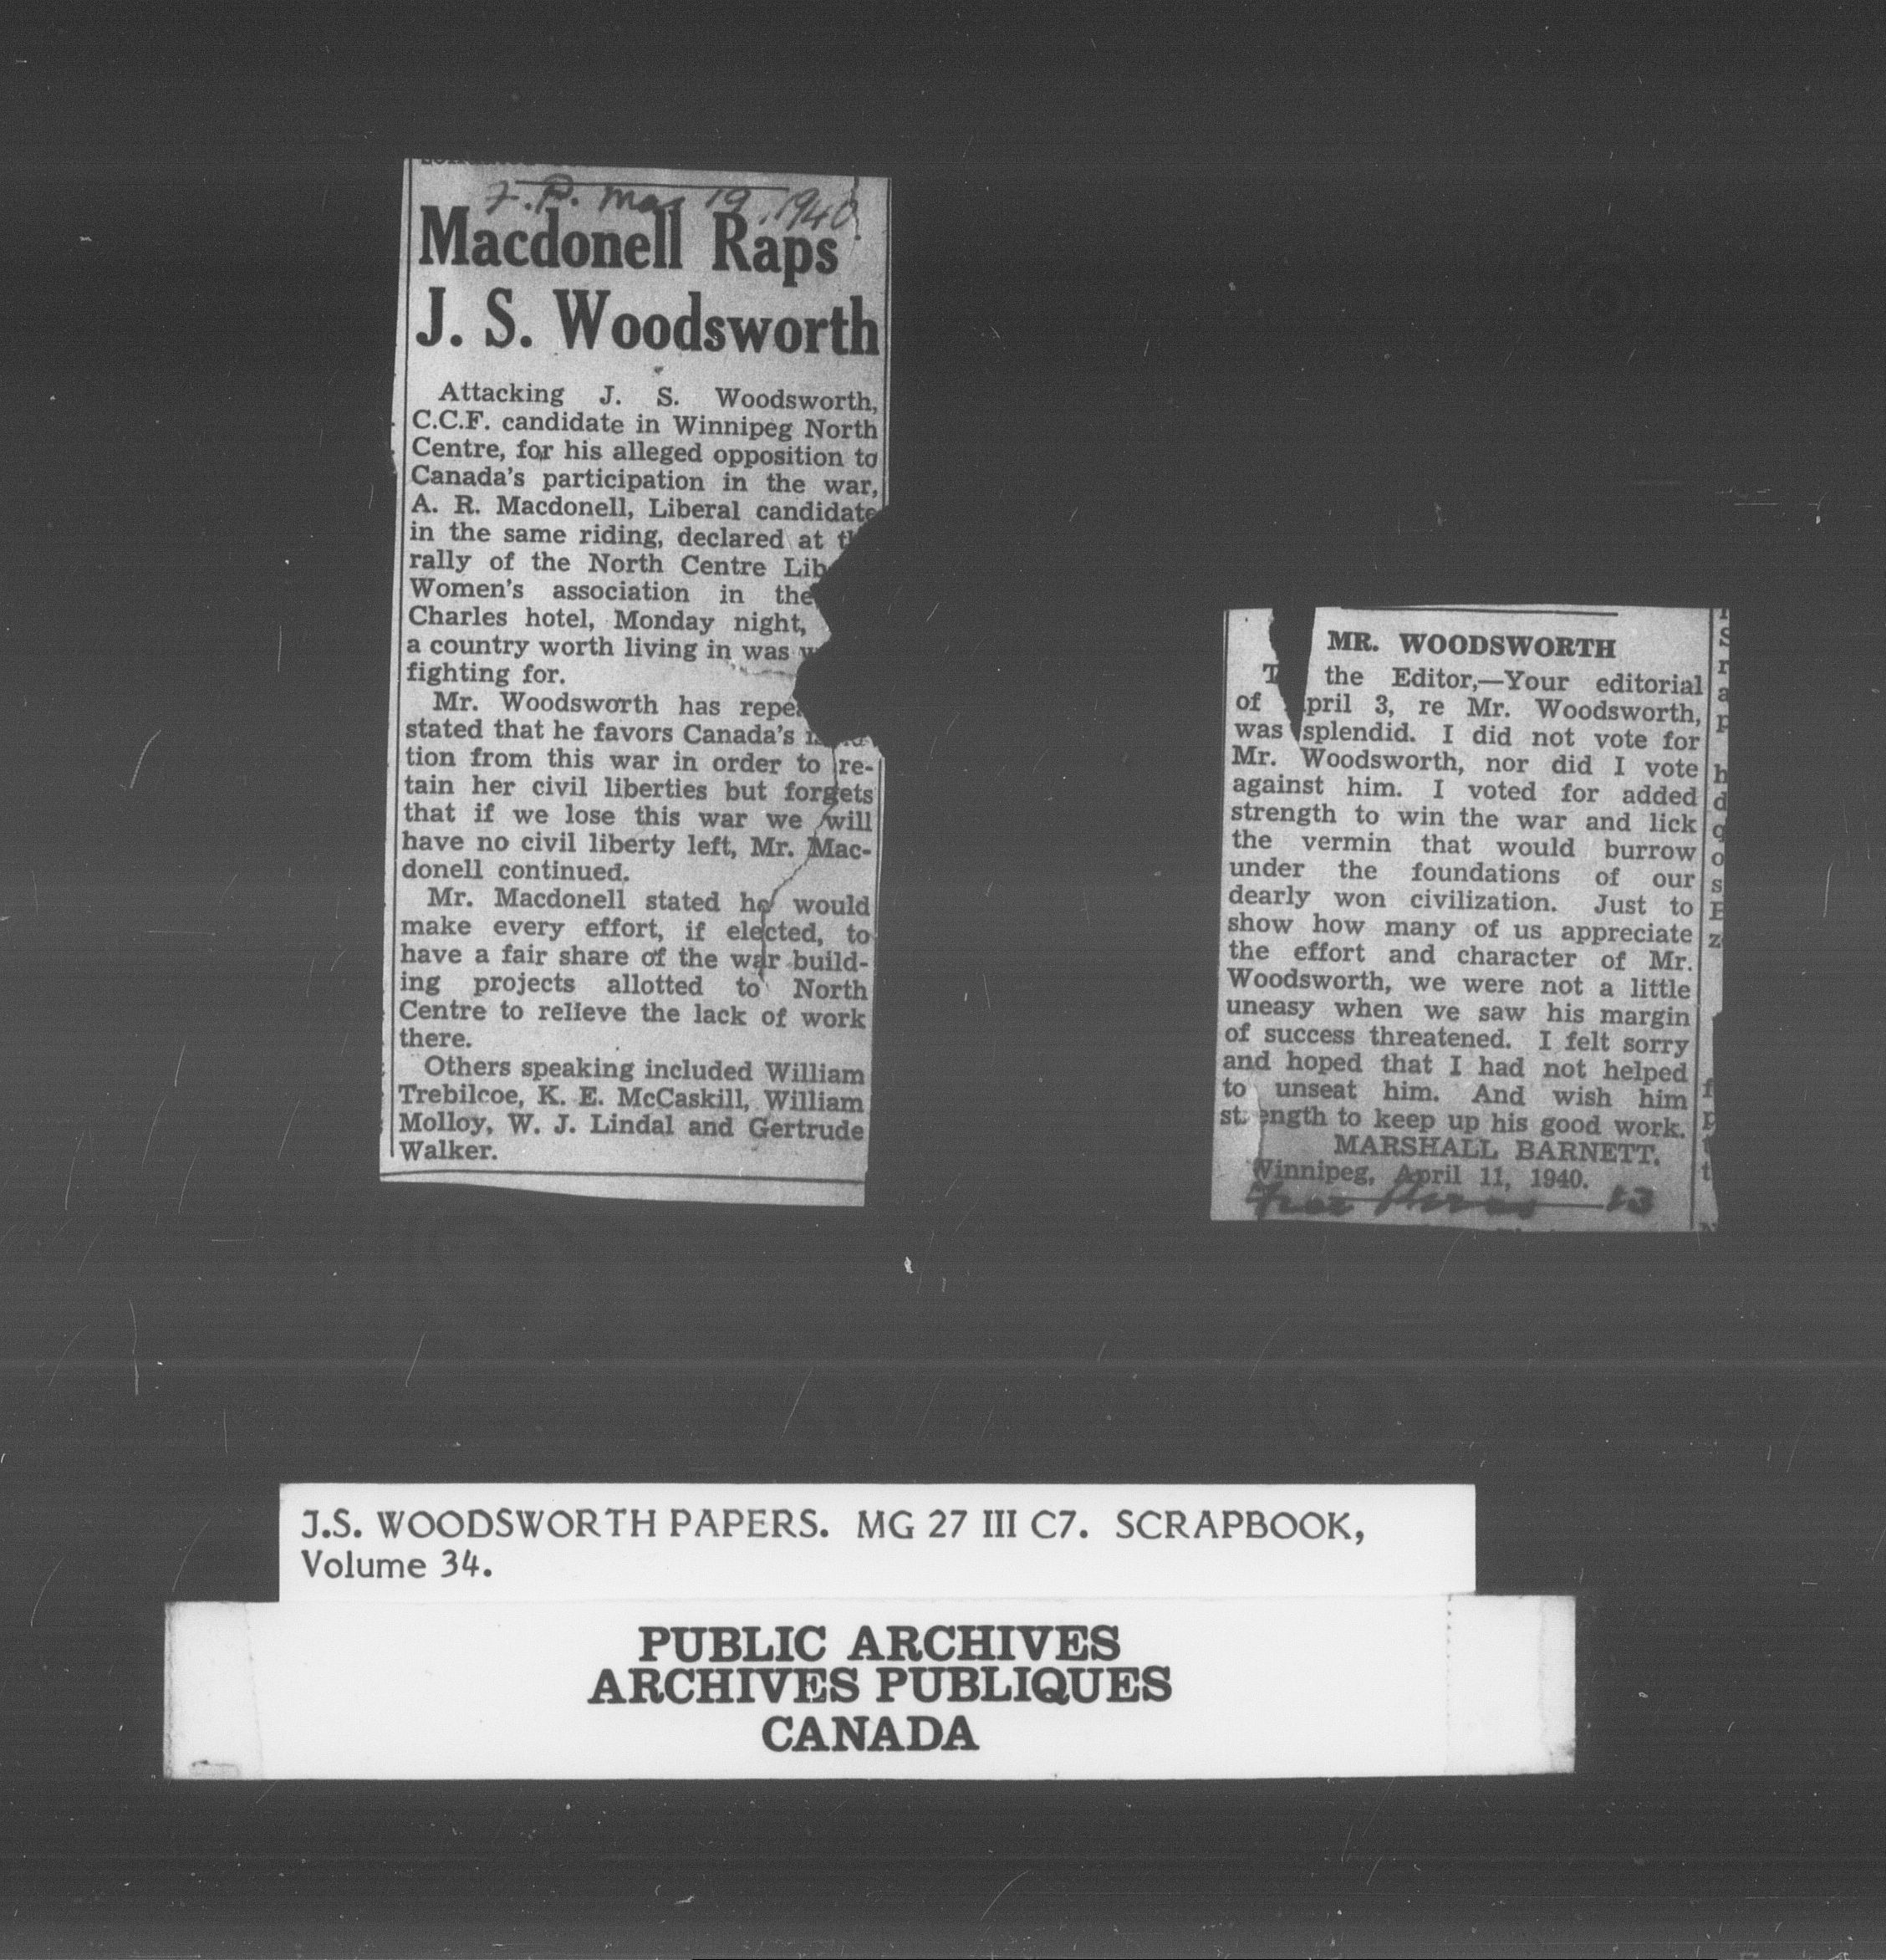 F.P. Mar 19, 1940.
Macdonell Raps
J. S. Woodsworth
Attacking J. S. Woodsworth,
C.C.F. candidate in Winnipeg North
Centre, for his alleged opposition to
Canada's participation in the war,
A. R. Macdonell, Liberal candidate
in the same riding, declared at
rally of the North Centre
Women's association in the
Charles hotel, Monday night,
a country worth living in was
fighting for.
Mr. Woodsworth has
stated that he favors Canada's
tion from this war in order to re-
tain her civil liberties but forgets
that if we lose this war we will
have no civil liberty left, Mr. Mac-
donell continued.
Mr. Macdonell stated he would
make every effort, if elected, to
have a fair share of the war build-
ing projects allotted to North
Centre to relieve the lack of work
there.
Others speaking included William
Trebilcoe, K. E. McCaskill, William
Molloy, W. J. Lindal and Gertrude
Walker.
MR. WOODSWORTH
the Editor,—Your editorial
of April 3, re Mr. Woodsworth,
was splendid. I did not vote for
Mr. Woodsworth, nor did I vote
against him. I voted for added
strength to win the war and lick
the vermin that would burrow
under the foundations of our
dearly won civilization. Just to
show how many of us appreciate
the effort and character of Mr.
Woodsworth, we were not a little
uneasy when we saw his margin
of success threatened. I felt sorry
and hoped that I had not helped
to unseat him. And wish him
strength to keep up his good work.
MARSHALL BARNETT.
Winnipeg, April 11, 1940.
Free Press 13
J.S. WOODSWORTH PAPERS. MG 27 III C7. SCRAPBOOK,
Volume 34.
PUBLIC ARCHIVES
ARCHIVES PUBLIQUES
CANADA